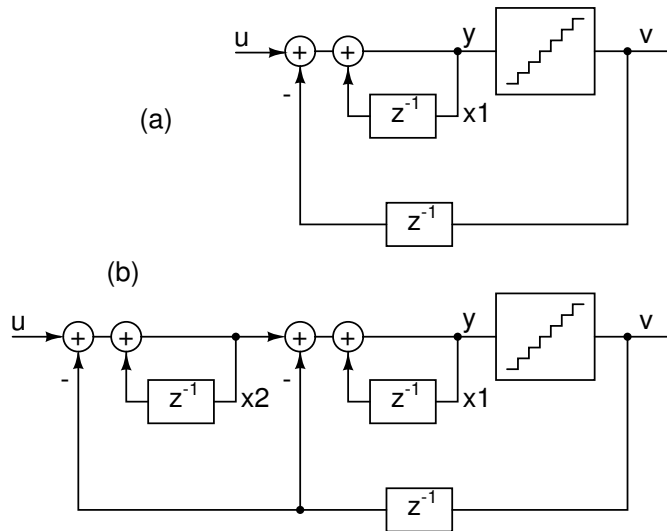 u + + y v
-
z-1 x1
(a)
z-1
(b)
u + + + + y v
- -
z-1 x2 z-1 x1
z-1